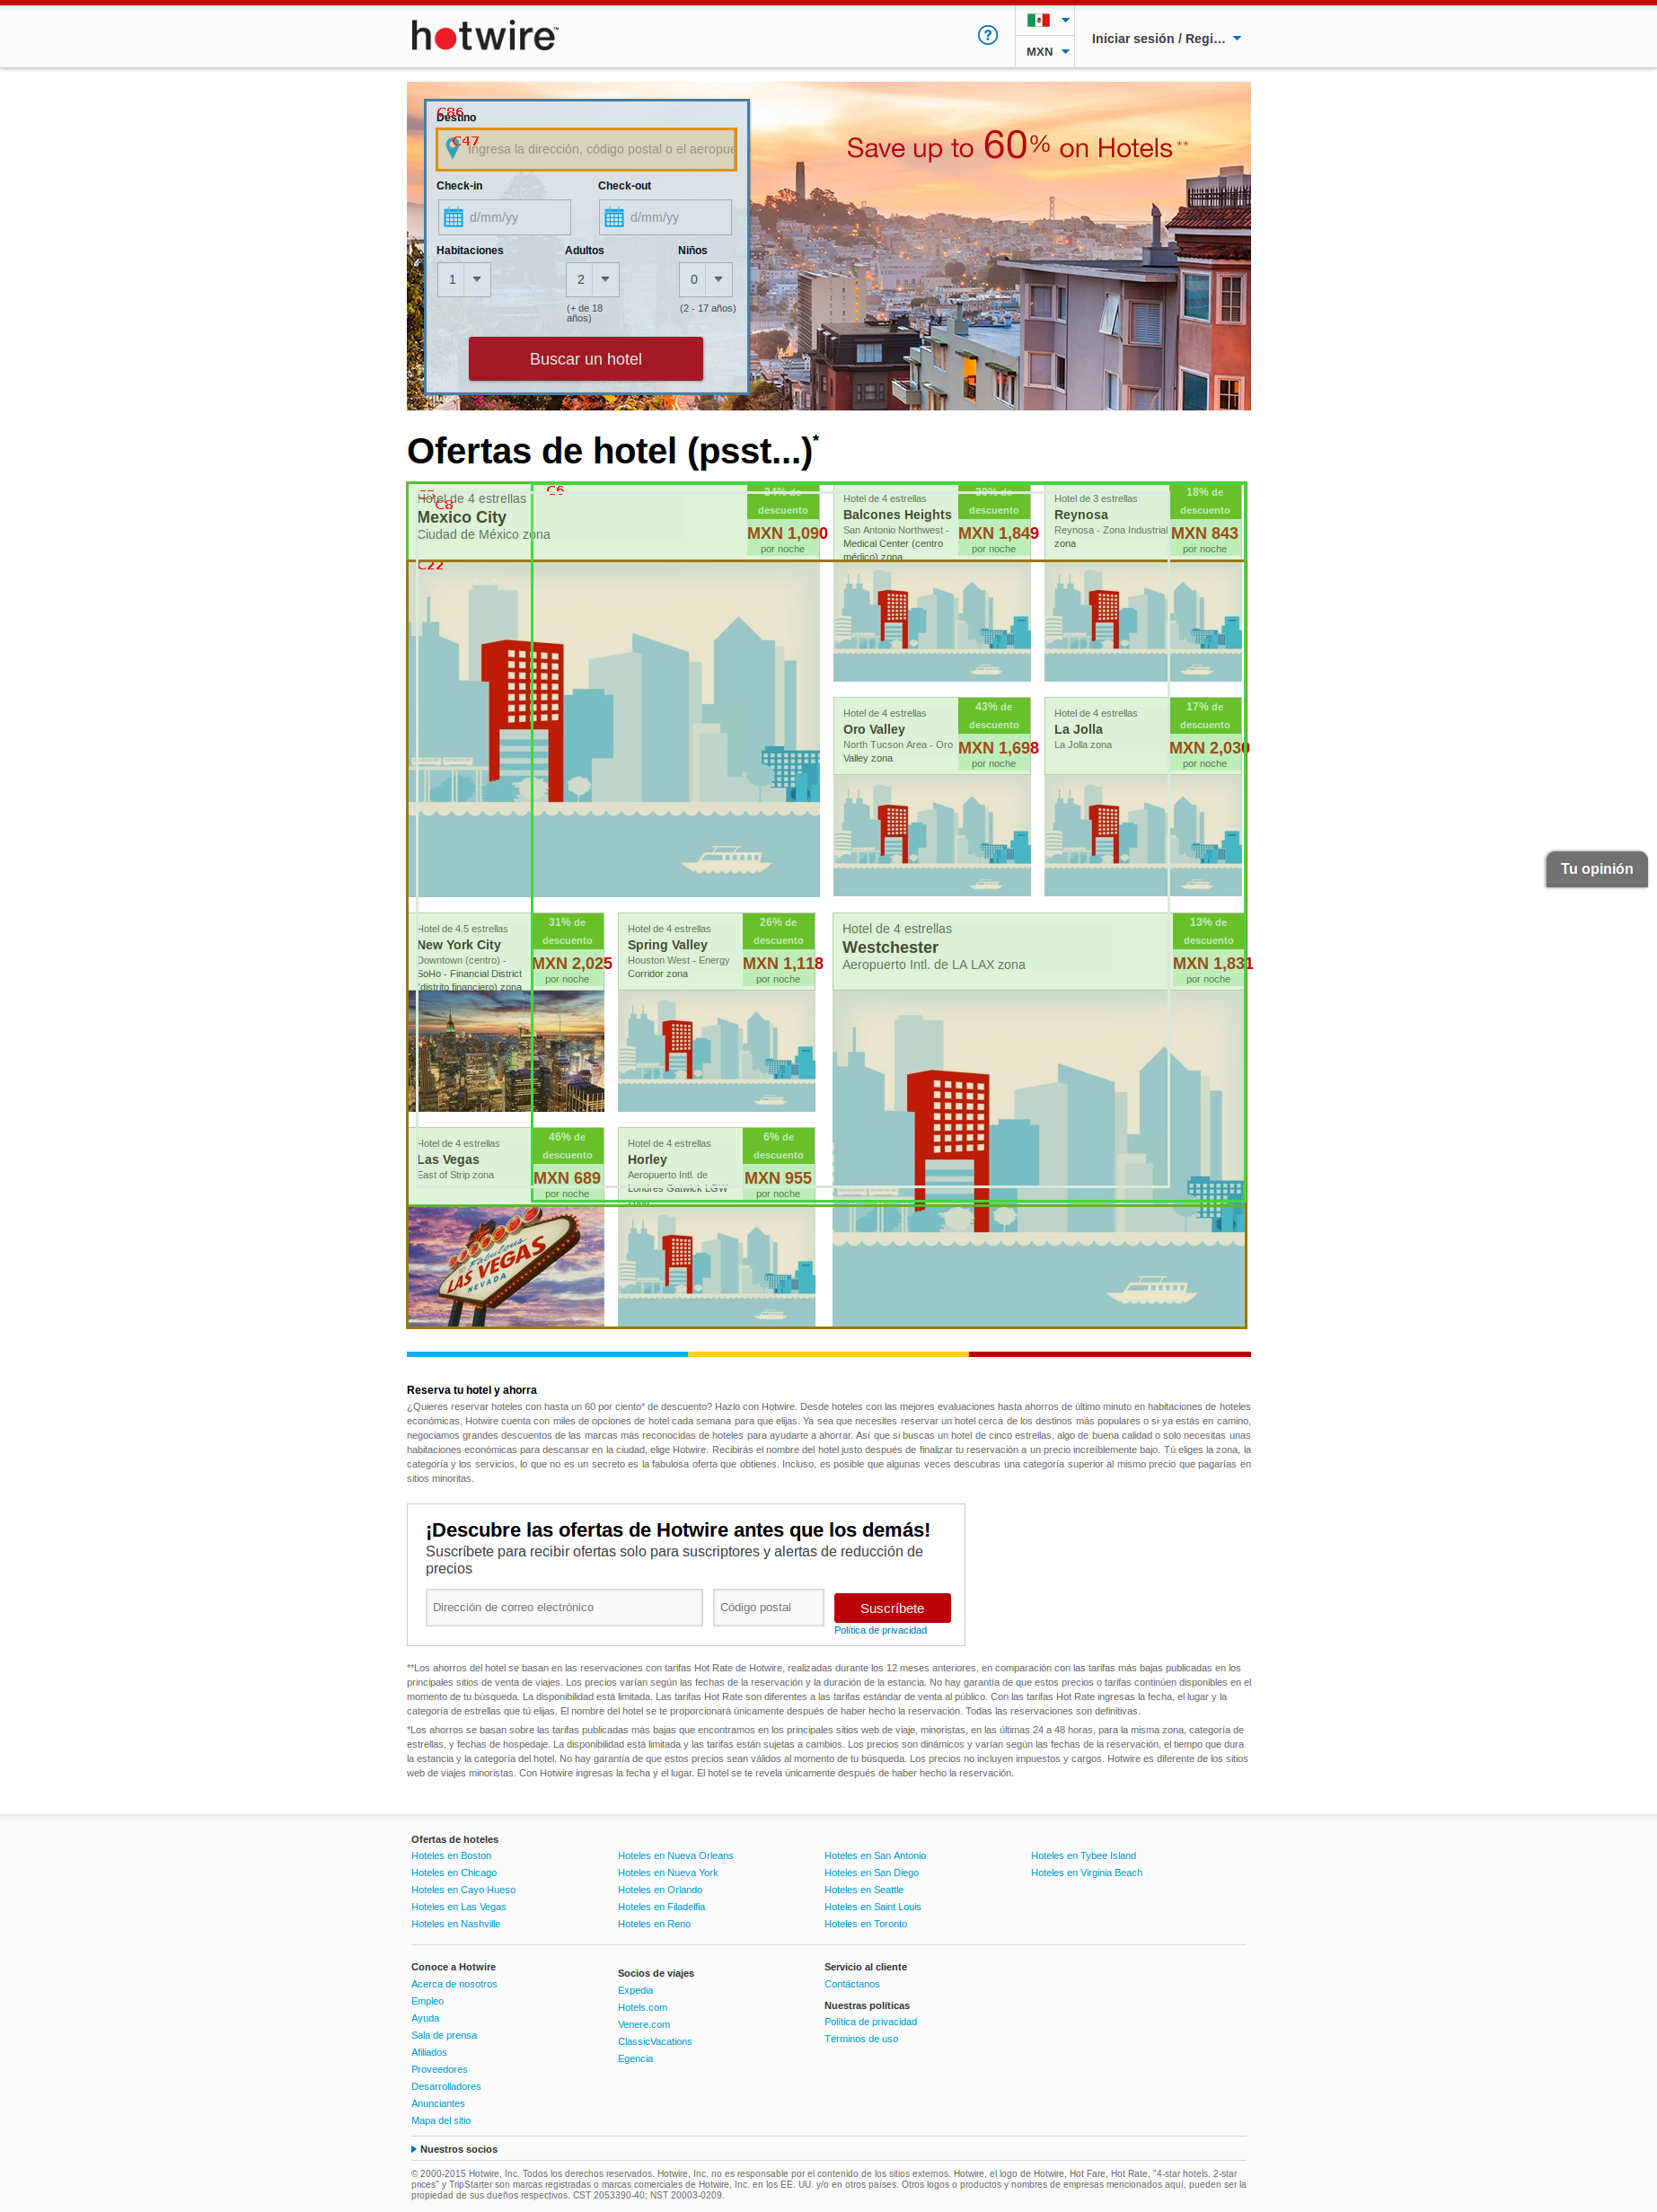 hotwire™
MXN
Iniciar sesión / Regi...
C86
Destino
C47
Ingresa la dirección, código postal o el aeropue
Check-in
Check-out
d/mm/yy
d/mm/yy
Habitaciones
Adultos
Niños
1
2
0
(+ de 18
años)
(2 - 17 años)
Buscar un hotel
Save up to 60% on Hotels**
Ofertas de hotel (psst...)*
C6
C8
C22
Hotel de 4 estrellas
Mexico City
Ciudad de México zona
34% de
descuento
MXN 1,090
por noche
Hotel de 4 estrellas
Balcones Heights
San Antonio Northwest -
Medical Center (centro
médico) zona
descuento
MXN 1,849
por noche
Hotel de 3 estrellas
Reynosa
Reynosa - Zona Industrial
zona
18% de
descuento
MXN 843
por noche
Hotel de 4 estrellas
Oro Valley
North Tucson Area - Oro
Valley zona
43% de
descuento
MXN 1,698
por noche
Hotel de 4 estrellas
La Jolla
La Jolla zona
17% de
descuento
MXN 2,030
por noche
Tu opinión
Hotel de 4.5 estrellas
New York City
Downtown (centro) -
SoHo - Financial District
(distrito financiero) zona
31% de
descuento
MXN 2,025
por noche
Hotel de 4 estrellas
Spring Valley
Houston West - Energy
Corridor zona
26% de
descuento
MXN 1,118
por noche
Hotel de 4 estrellas
Westchester
Aeropuerto Intl. de LA LAX zona
13% de
descuento
MXN 1,831
por noche
Hotel de 4 estrellas
Las Vegas
East of Strip zona
46% de
descuento
MXN 689
por noche
Hotel de 4 estrellas
Horley
Aeropuerto Intl. de
Londres Gatwick LGW
6% de
descuento
MXN 955
por noche
Fabulous
LAS VEGAS
NEVADA
Reserva tu hotel y ahorra
¿Quieres reservar hoteles con hasta un 60 por ciento* de descuento? Hazlo con Hotwire. Desde hoteles con las mejores evaluaciones hasta ahorros de último minuto en habitaciones de hoteles
económicas, Hotwire cuenta con miles de opciones de hotel cada semana para que elijas. Ya sea que necesites reservar un hotel cerca de los destinos más populares o si ya estás en camino,
negociamos grandes descuentos de las marcas más reconocidas de hoteles para ayudarte a ahorrar. Así que si buscas un hotel de cinco estrellas, algo de buena calidad o solo necesitas unas
habitaciones económicas para descansar en la ciudad, elige Hotwire. Recibirás el nombre del hotel justo después de finalizar tu reservación a un precio increíblemente bajo. Tú eliges la zona, la
categoría y los servicios, lo que no es un secreto es la fabulosa oferta que obtienes. Incluso, es posible que algunas veces descubras una categoría superior al mismo precio que pagarías en
sitios minoritas.
¡Descubre las ofertas de Hotwire antes que los demás!
Suscríbete para recibir ofertas solo para suscriptores y alertas de reducción de
precios
Dirección de correo electrónico
Código postal
Suscríbete
Política de privacidad
**Los ahorros del hotel se basan en las reservaciones con tarifas Hot Rate de Hotwire, realizadas durante los 12 meses anteriores, en comparación con las tarifas más bajas publicadas en los
principales sitios de venta de viajes. Los precios varían según las fechas de la reservación y la duración de la estancia. No hay garantía de que estos precios o tarifas continúen disponibles en el
momento de tu búsqueda. La disponibilidad está limitada. Las tarifas Hot Rate son diferentes a las tarifas estándar de venta al público. Con las tarifas Hot Rate ingresas la fecha, el lugar y la
categoría de estrellas que tú elijas. El nombre del hotel se te proporcionará únicamente después de haber hecho la reservación. Todas las reservaciones son definitivas.
*Los ahorros se basan sobre las tarifas publicadas más bajas que encontramos en los principales sitios web de viaje, minoristas, en las últimas 24 a 48 horas, para la misma zona, categoría de
estrellas, y fechas de hospedaje. La disponibilidad está limitada y las tarifas están sujetas a cambios. Los precios son dinámicos y varían según las fechas de la reservación, el tiempo que dura
la estancia y la categoría del hotel. No hay garantía de que estos precios sean válidos al momento de tu búsqueda. Los precios no incluyen impuestos y cargos. Hotwire es diferente de los sitios
web de viajes minoristas. Con Hotwire ingresas la fecha y el lugar. El hotel se te revela únicamente después de haber hecho la reservación.
Ofertas de hoteles
Hoteles en Boston
Hoteles en Chicago
Hoteles en Cayo Hueso
Hoteles en Las Vegas
Hoteles en Nashville
Hoteles en Nueva Orleans
Hoteles en Nueva York
Hoteles en Orlando
Hoteles en Filadelfia
Hoteles en Reno
Hoteles en San Antonio
Hoteles en San Diego
Hoteles en Seattle
Hoteles en Saint Louis
Hoteles en Toronto
Hoteles en Tybee Island
Hoteles en Virginia Beach
Conoce a Hotwire
Acerca de nosotros
Empleo
Ayuda
Sala de prensa
Afiliados
Proveedores
Desarrolladores
Anunciantes
Mapa del sitio
Socios de viajes
Expedia
Hotels.com
Venere.com
ClassicVacations
Egencia
Servicio al cliente
Contáctanos
Nuestras políticas
Política de privacidad
Términos de uso
Nuestros socios
© 2000-2015 Hotwire, Inc. Todos los derechos reservados. Hotwire, Inc. no es responsable por el contenido de los sitios externos. Hotwire, el logo de Hotwire, Hot Fare, Hot Rate, "4-star hotels. 2-star
prices" y TripStarter son marcas registradas o marcas comerciales de Hotwire, Inc. en los EE. UU. y/o en otros países. Otros logos o productos y nombres de empresas mencionados aquí, pueden ser la
propiedad de sus dueños respectivos. CST 2053390-40; NST 20003-0209.